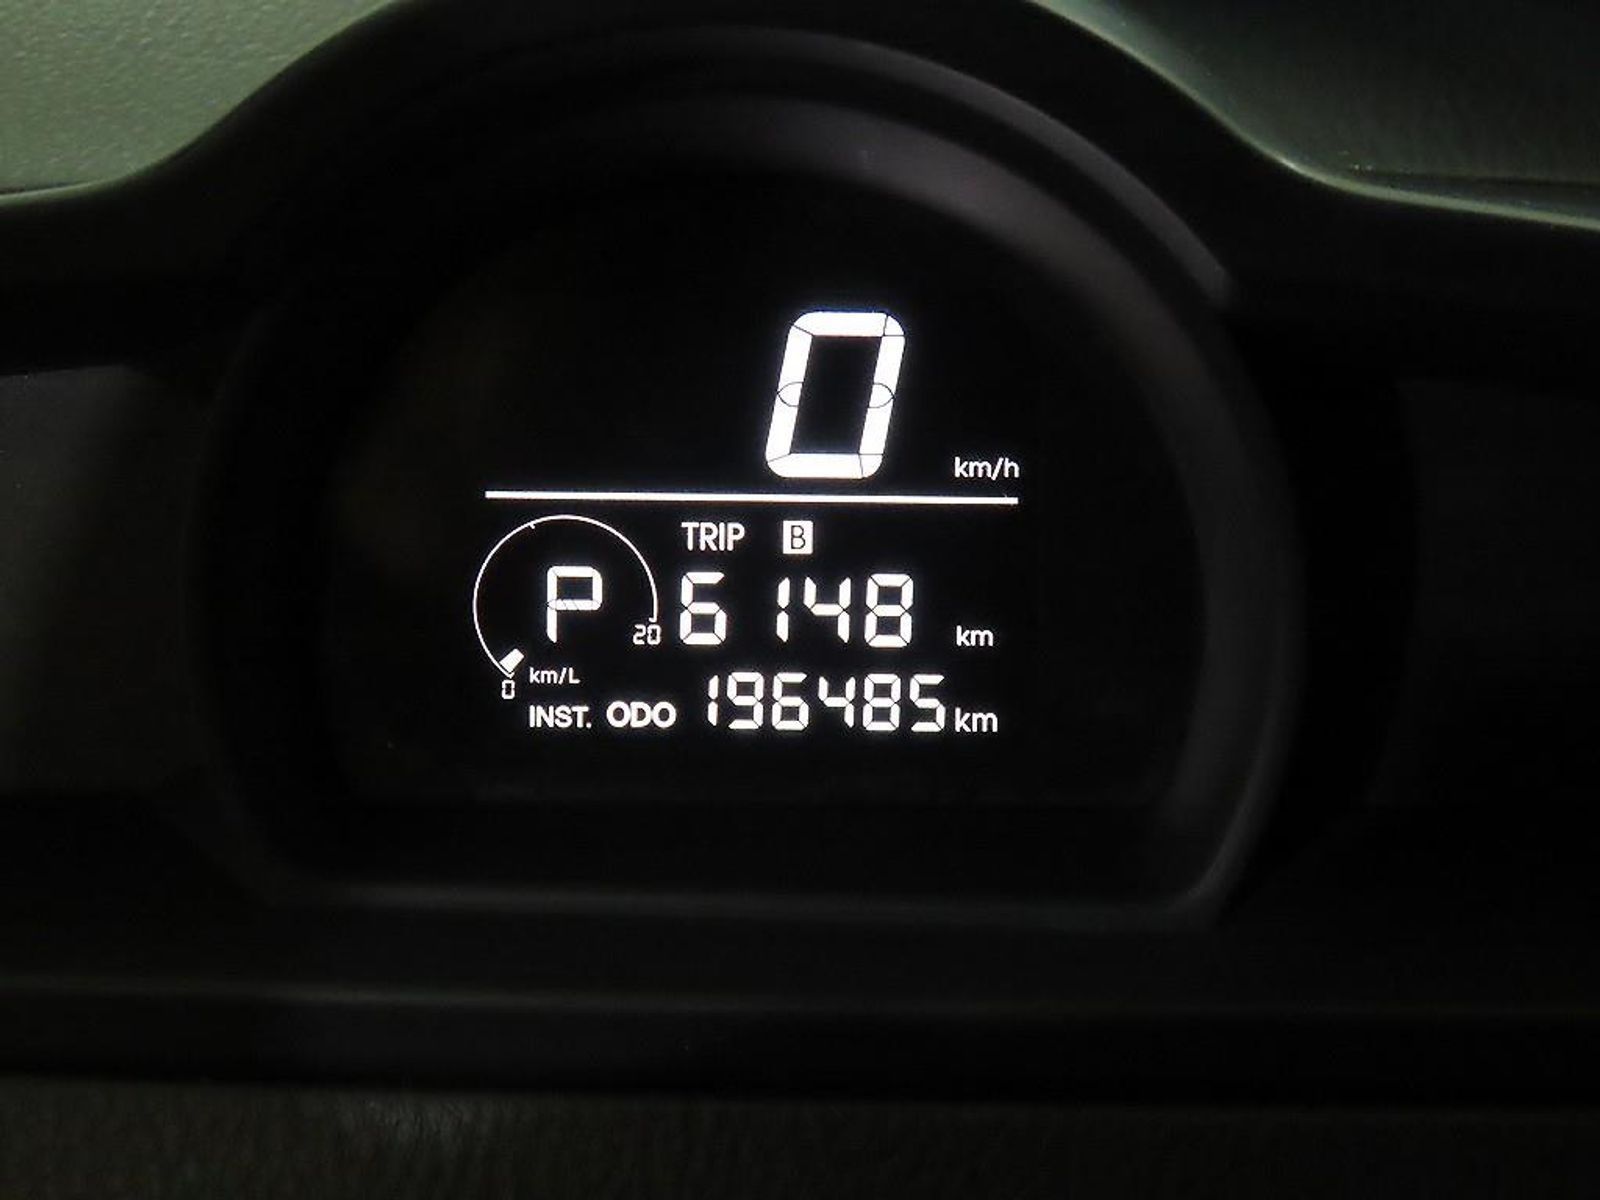 0 km/h
TRIP B
P 20 6148 km
0 km/L
INST. ODO 196485 km